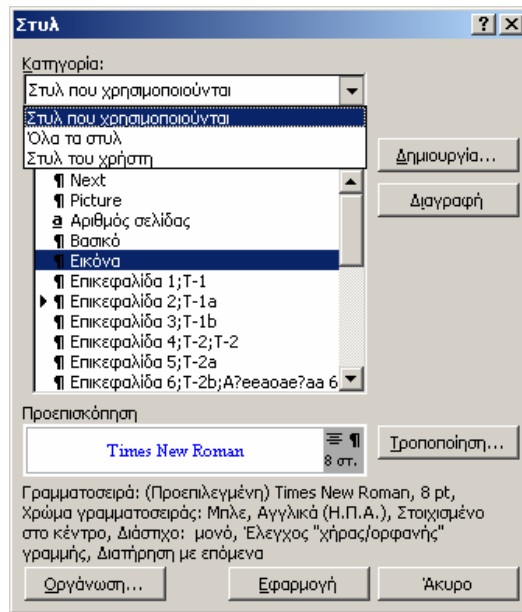 Στυλ
Κατηγορία:
Στυλ που χρησιμοποιούνται
Στυλ που χρησιμοποιούνται
Όλα τα στυλ
Στυλ του χρήστη
Δημιουργία...
¶ Next
¶ Picture
Διαγραφή
a Αριθμός σελίδας
¶ Βασικό
¶ Εικόνα
¶ Επικεφαλίδα 1;T-1
¶ Επικεφαλίδα 2;T-1a
¶ Επικεφαλίδα 3;T-1b
¶ Επικεφαλίδα 4;T-2;T-2
¶ Επικεφαλίδα 5;T-2a
¶ Επικεφαλίδα 6;T-2b;A?eeaoae?aa 6
Προεπισκόπηση
Times New Roman
¶
8 στ.
Τροποποίηση...
Γραμματοσειρά: (Προεπιλεγμένη) Times New Roman, 8 pt,
Χρώμα γραμματοσειράς: Μπλε, Αγγλικά (Η.Π.Α.), Στοιχισμένο
στο κέντρο, Διάστιχο:  μονό, Έλεγχος "χήρας/ορφανής"
γραμμής, Διατήρηση με επόμενα
Οργάνωση...
Εφαρμογή
Άκυρο